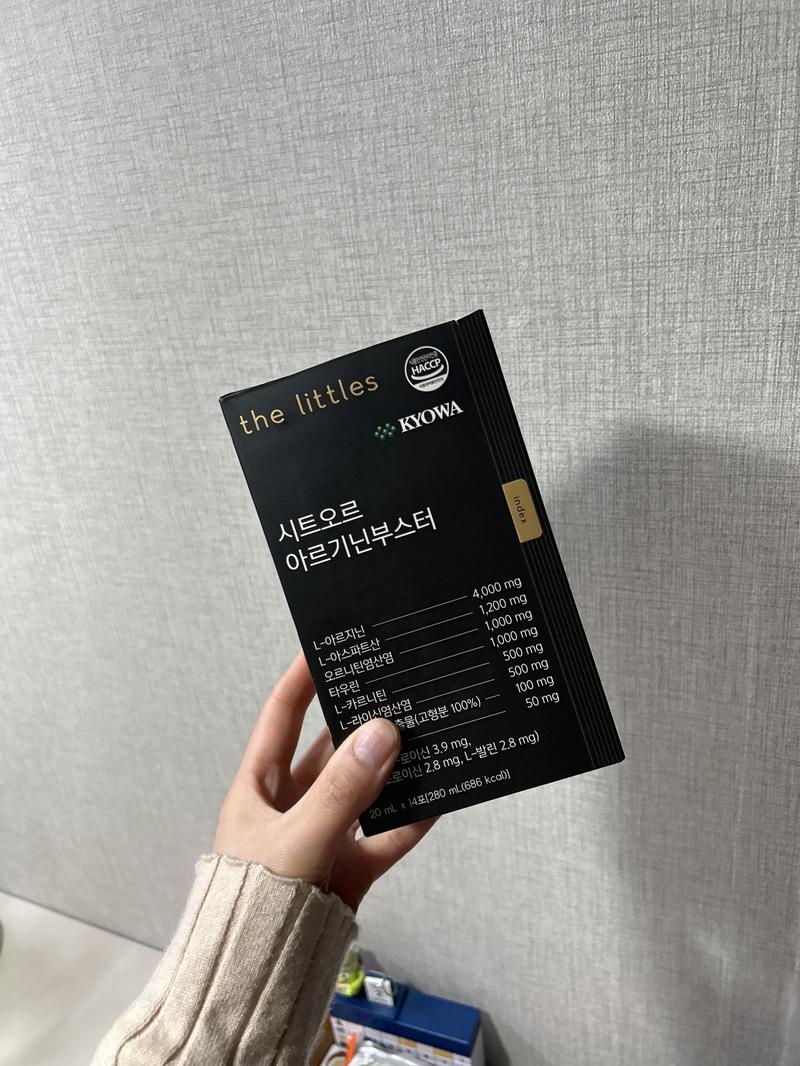 the littles
HACCP
KYOWA
시트오르
아르기닌부스터
index
L-아르지닌 4,000 mg
L-아스파트산 1,200 mg
오르니틴염산염 1,000 mg
타우린 1,000 mg
L-카르니틴 500 mg
L-라이신염산염 500 mg
(고형분 100%) 100 mg
50 mg
3.9 mg,
2.8 mg, L-발린 2.8 mg)
20 mL x 14포[280 mL(686 kcal)]